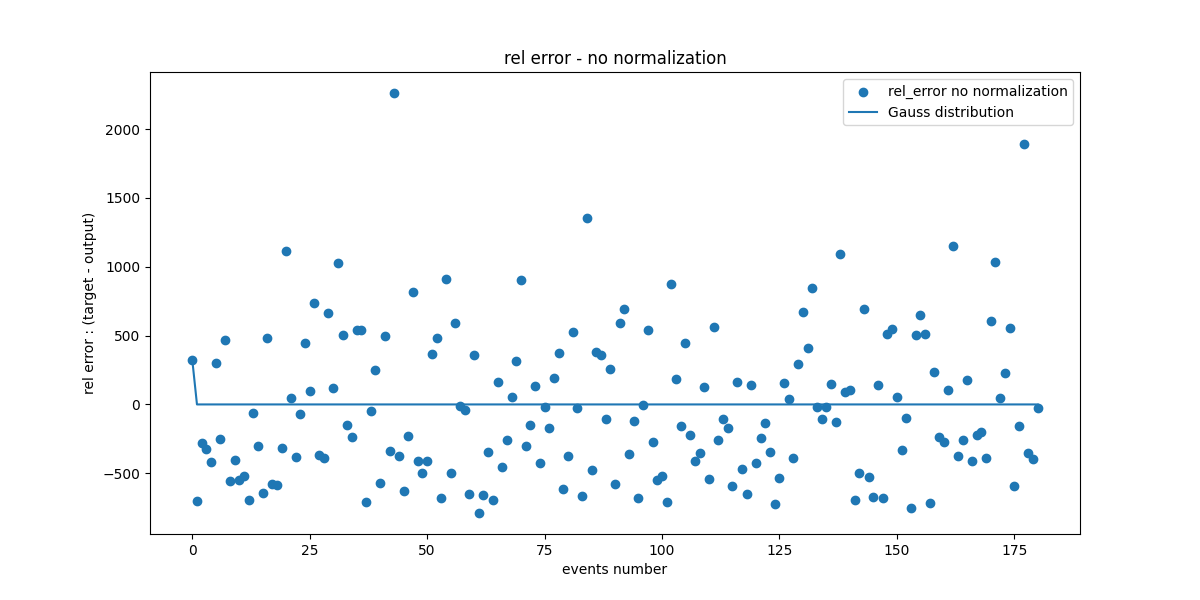 rel error - no normalization
rel_error no normalization
Gauss distribution
2000
1500
1000
500
0
−500
rel error : (target - output)
0 25 50 75 100 125 150 175
events number